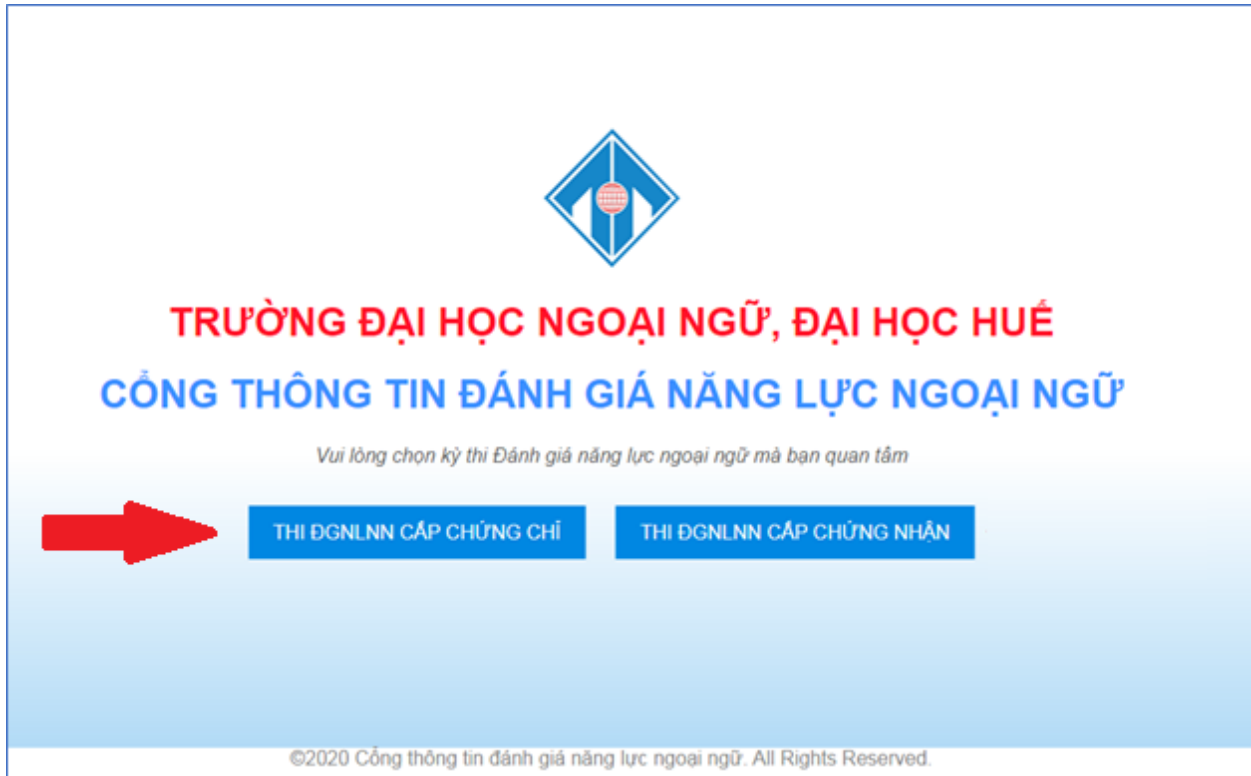 TRƯỜNG ĐẠI HỌC NGOẠI NGỮ, ĐẠI HỌC HUẾ
CỔNG THÔNG TIN ĐÁNH GIÁ NĂNG LỰC NGOẠI NGỮ
Vui lòng chọn kỳ thi Đánh giá năng lực ngoại ngữ mà bạn quan tâm
THI ĐGNLNN CẤP CHỨNG CHỈ
THI ĐGNLNN CẤP CHỨNG NHẬN
©2020 Cổng thông tin đánh giá năng lực ngoại ngữ. All Rights Reserved.